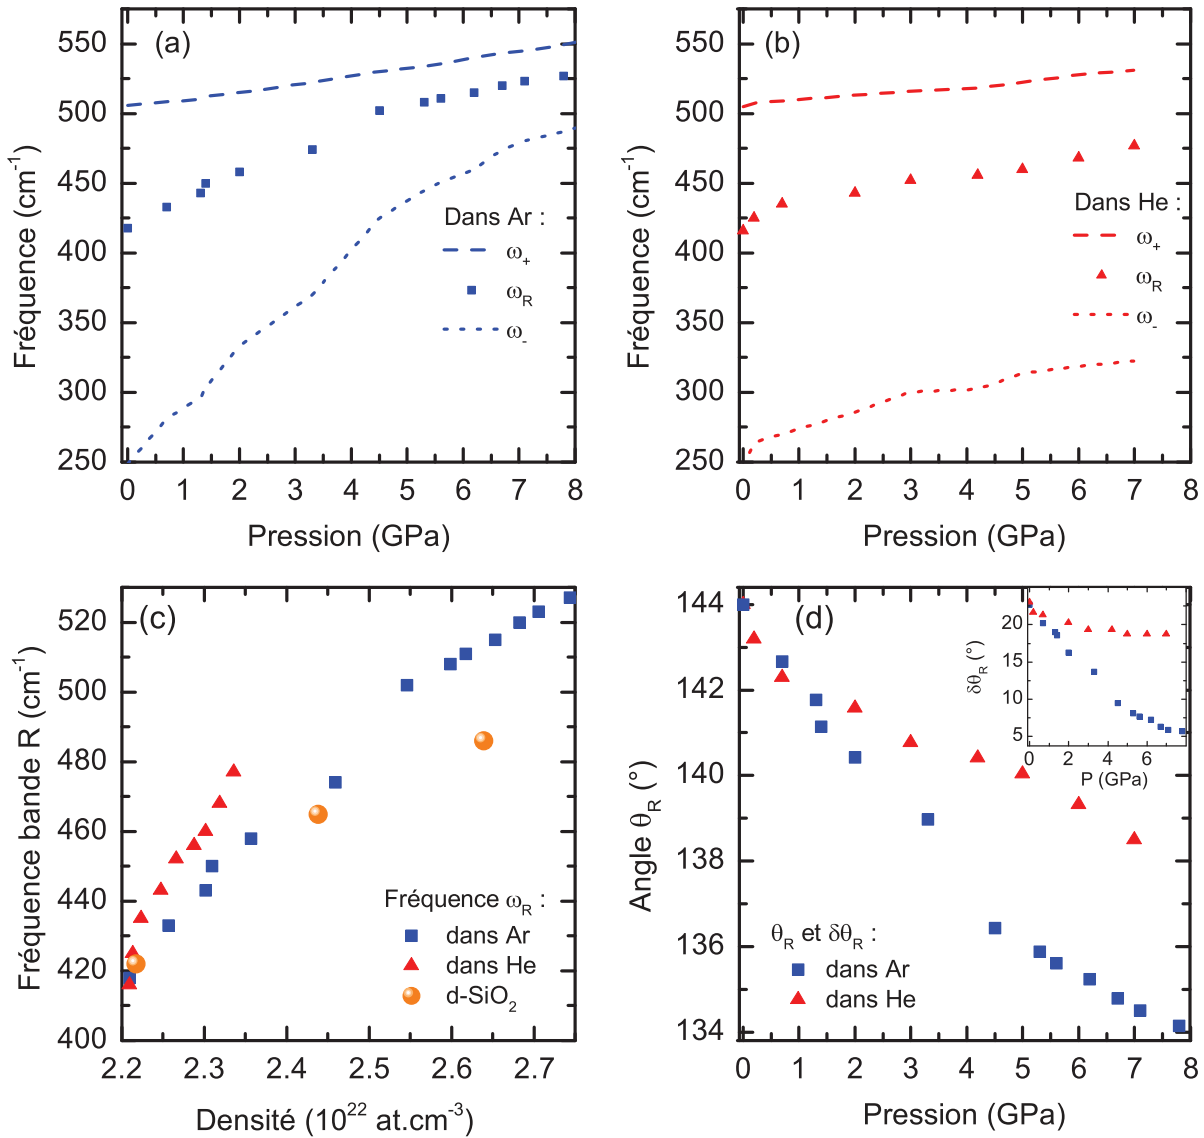 (a)
550
500
450
400
350
300
250
Fréquence (cm-1)
Dans Ar :
ω+
ωR
ω-
0 1 2 3 4 5 6 7 8
Pression (GPa)
(b)
550
500
450
400
350
300
250
Fréquence (cm-1)
Dans He :
ω+
ωR
ω-
0 1 2 3 4 5 6 7 8
Pression (GPa)
(c)
520
500
480
460
440
420
400
Fréquence bande R (cm-1)
Fréquence ωR :
dans Ar
dans He
d-SiO2
2.2 2.3 2.4 2.5 2.6 2.7
Densité (10^22 at.cm-3)
(d)
144
142
140
138
136
134
Angle θR (°)
20
15
10
5
δθR (°)
0 2 4 6
P (GPa)
θR et δθR :
dans Ar
dans He
0 1 2 3 4 5 6 7 8
Pression (GPa)